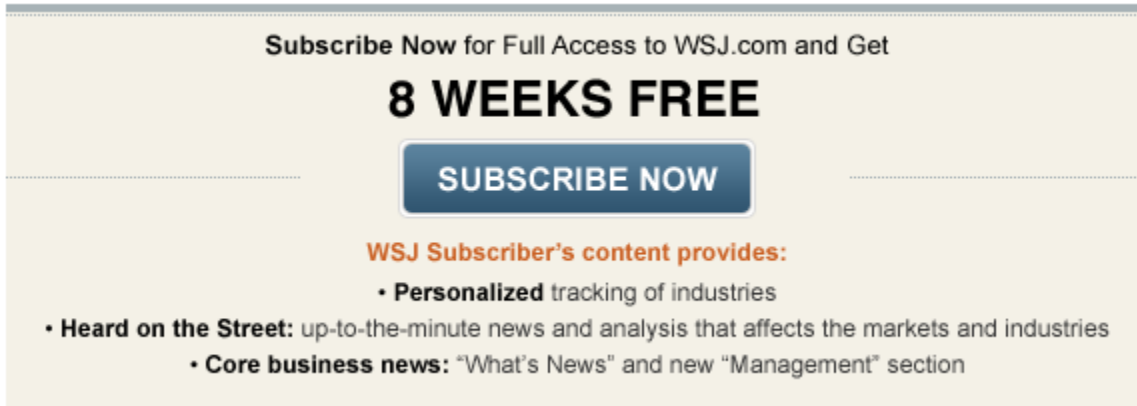 Subscribe Now for Full Access to WSJ.com and Get
8 WEEKS FREE
SUBSCRIBE NOW
WSJ Subscriber’s content provides:
• Personalized tracking of industries
• Heard on the Street: up-to-the-minute news and analysis that affects the markets and industries
• Core business news: “What’s News” and new “Management” section